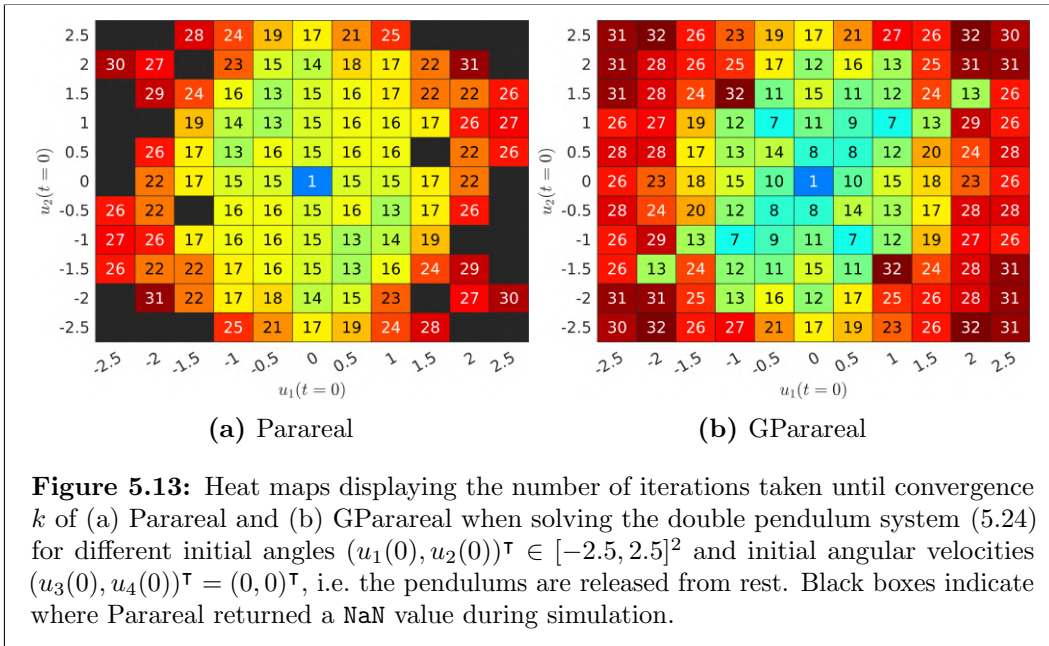 2.5 28 24 19 17 21 25
2 30 27 23 15 14 18 17 22 31
1.5 29 24 16 13 15 16 17 22 22 26
1 19 14 13 15 16 16 17 26 27
0.5 26 17 13 16 15 16 16 22 26
0 22 17 15 15 1 15 15 17 22
-0.5 26 22 16 16 15 16 13 17 26
-1 27 26 17 16 16 15 13 14 19
-1.5 26 22 22 17 16 15 13 16 24 29
-2 31 22 17 18 14 15 23 27 30
-2.5 25 21 17 19 24 28
-2.5 -2 -1.5 -1 -0.5 0 0.5 1 1.5 2 2.5
u₂(t = 0)
u₁(t = 0)
(a) Parareal
2.5 31 32 26 23 19 17 21 27 26 32 30
2 31 28 26 25 17 12 16 13 25 31 31
1.5 31 28 24 32 11 15 11 12 24 13 26
1 26 27 19 12 7 11 9 7 13 29 26
0.5 28 28 17 13 14 8 8 12 20 24 28
0 26 23 18 15 10 1 10 15 18 23 26
-0.5 28 24 20 12 8 8 14 13 17 28 28
-1 26 29 13 7 9 11 7 12 19 27 26
-1.5 26 13 24 12 11 15 11 32 24 28 31
-2 31 31 25 13 16 12 17 25 26 28 31
-2.5 30 32 26 27 21 17 19 23 26 32 31
-2.5 -2 -1.5 -1 -0.5 0 0.5 1 1.5 2 2.5
u₂(t = 0)
u₁(t = 0)
(b) GParareal
Figure 5.13: Heat maps displaying the number of iterations taken until convergence
k of (a) Parareal and (b) GParareal when solving the double pendulum system (5.24)
for different initial angles (u₁(0), u₂(0))ᵀ ∈ [−2.5, 2.5]² and initial angular velocities
(u₃(0), u₄(0))ᵀ = (0, 0)ᵀ, i.e. the pendulums are released from rest. Black boxes indicate
where Parareal returned a NaN value during simulation.